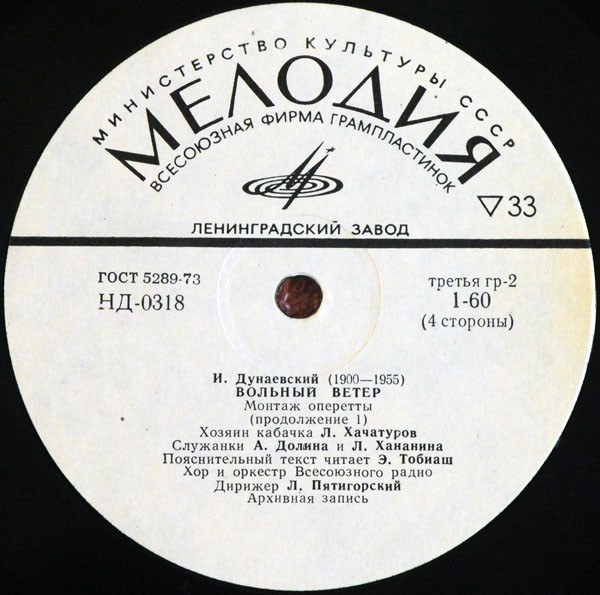 МИНИСТЕРСТВО КУЛЬТУРЫ СССР
МЕЛОДИЯ
ВСЕСОЮЗНАЯ ФИРМА ГРАМПЛАСТИНОК
▽33
ЛЕНИНГРАДСКИЙ ЗАВОД
ГОСТ 5289-73
НД-0318
третья гр-2
1-60
(4 стороны)
И. Дунаевский (1900—1955)
ВОЛЬНЫЙ ВЕТЕР
Монтаж оперетты
(продолжение 1)
Хозяин кабачка Л. Хачатуров
Служанки А. Долина и Л. Хананина
Пояснительный текст читает Э. Тобиаш
Хор и оркестр Всесоюзного радио
Дирижер Л. Пятигорский
Архивная запись